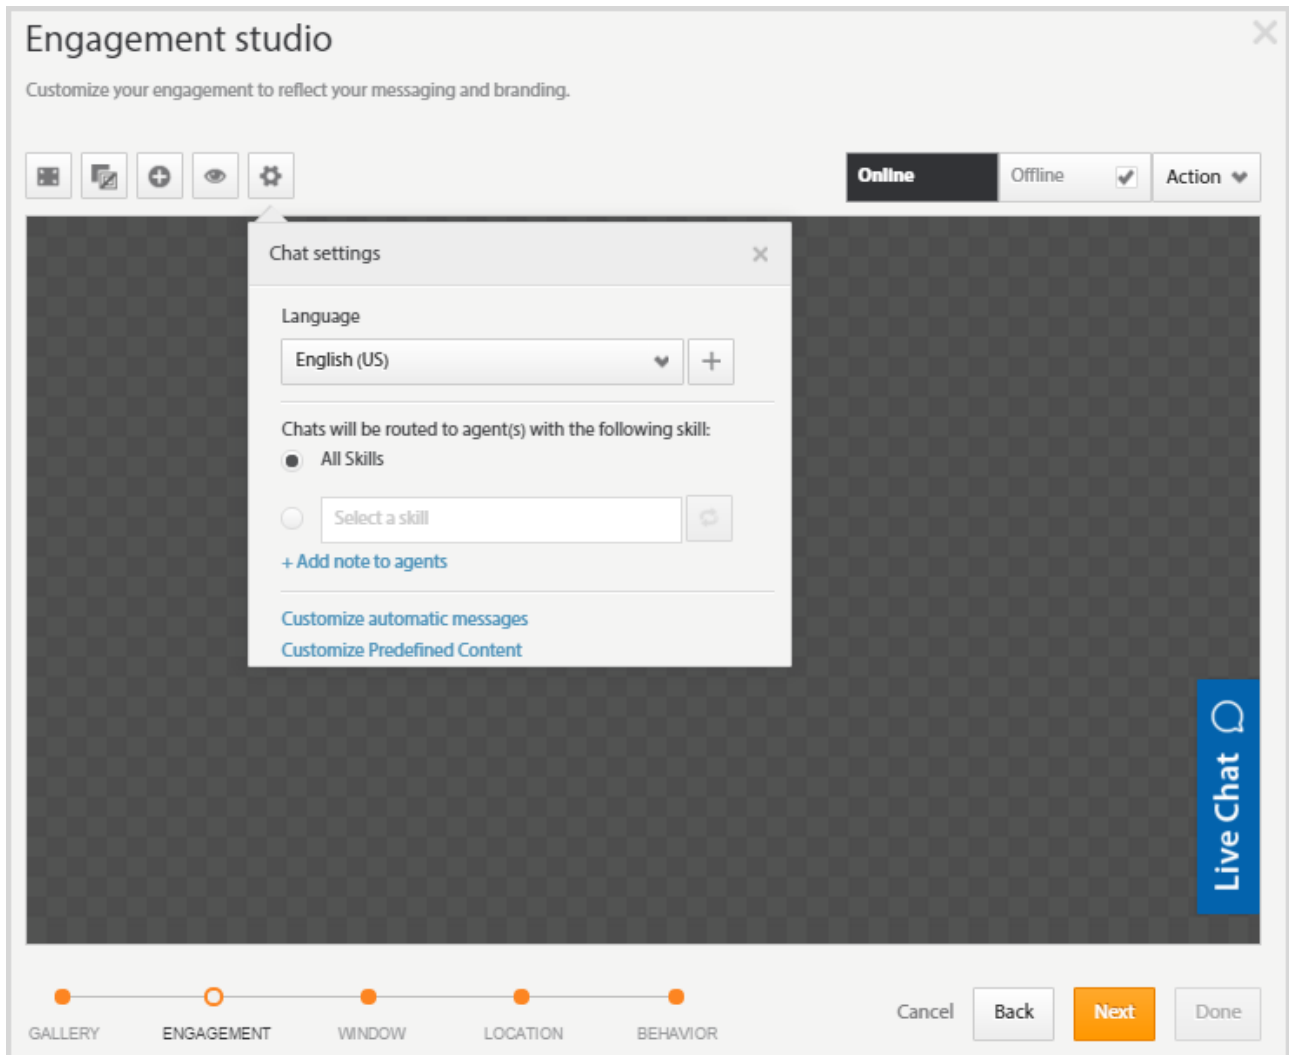 Engagement studio
Customize your engagement to reflect your messaging and branding.
Online
Offline
Action
Chat settings
Language
English (US)
Chats will be routed to agent(s) with the following skill:
All Skills
Select a skill
+ Add note to agents
Customize automatic messages
Customize Predefined Content
Live Chat
GALLERY
ENGAGEMENT
WINDOW
LOCATION
BEHAVIOR
Cancel
Back
Next
Done